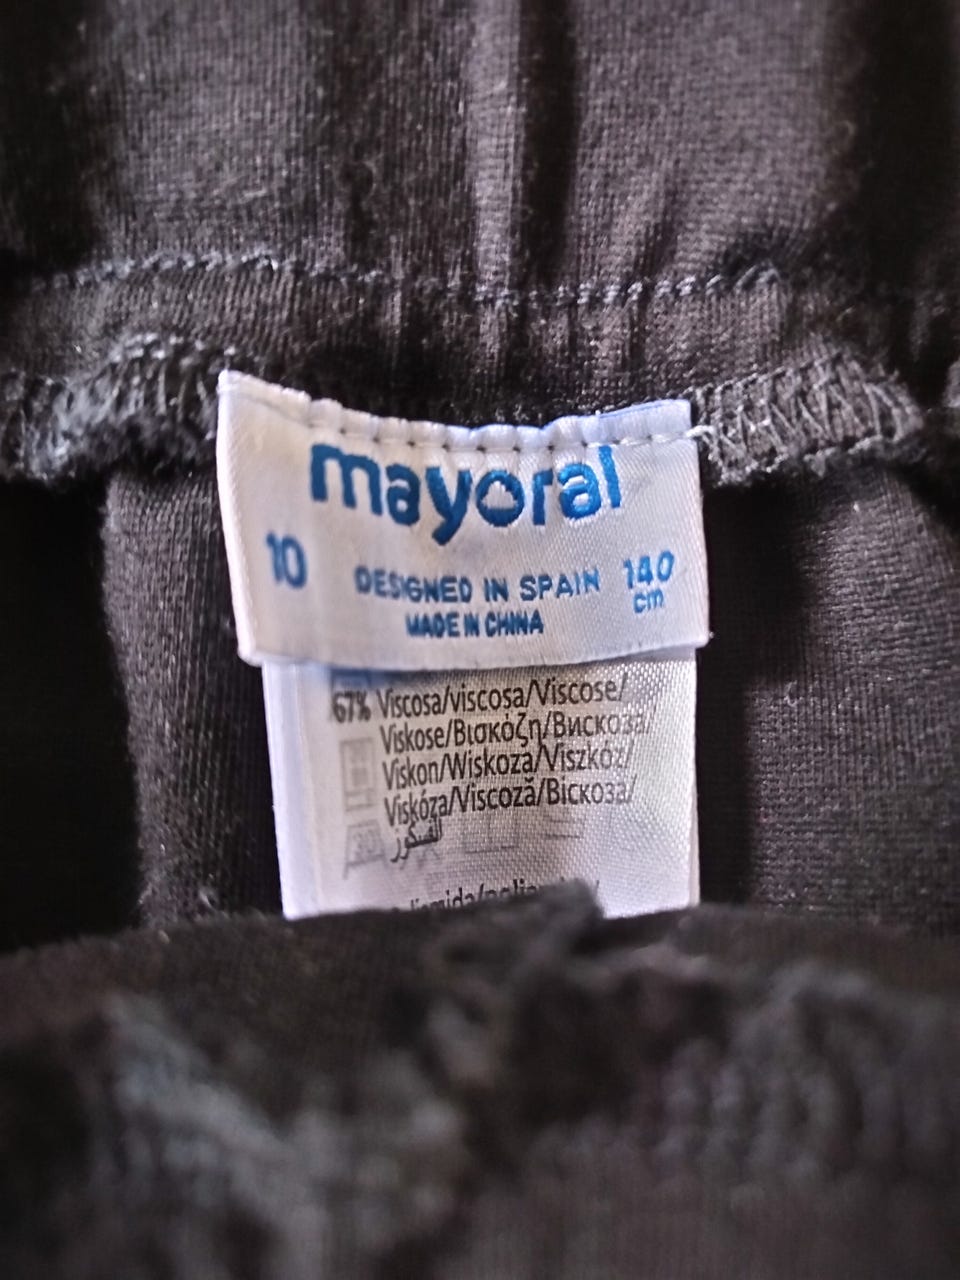 mayoral
10
DESIGNED IN SPAIN
140
cm
MADE IN CHINA
67% Viscosa/viscosa/Viscose/
Viskose/Βισκόζη/Вискоза/
Viskon/Wiskoza/Viszkóz/
Viskóza/Viscoză/Віскоза/